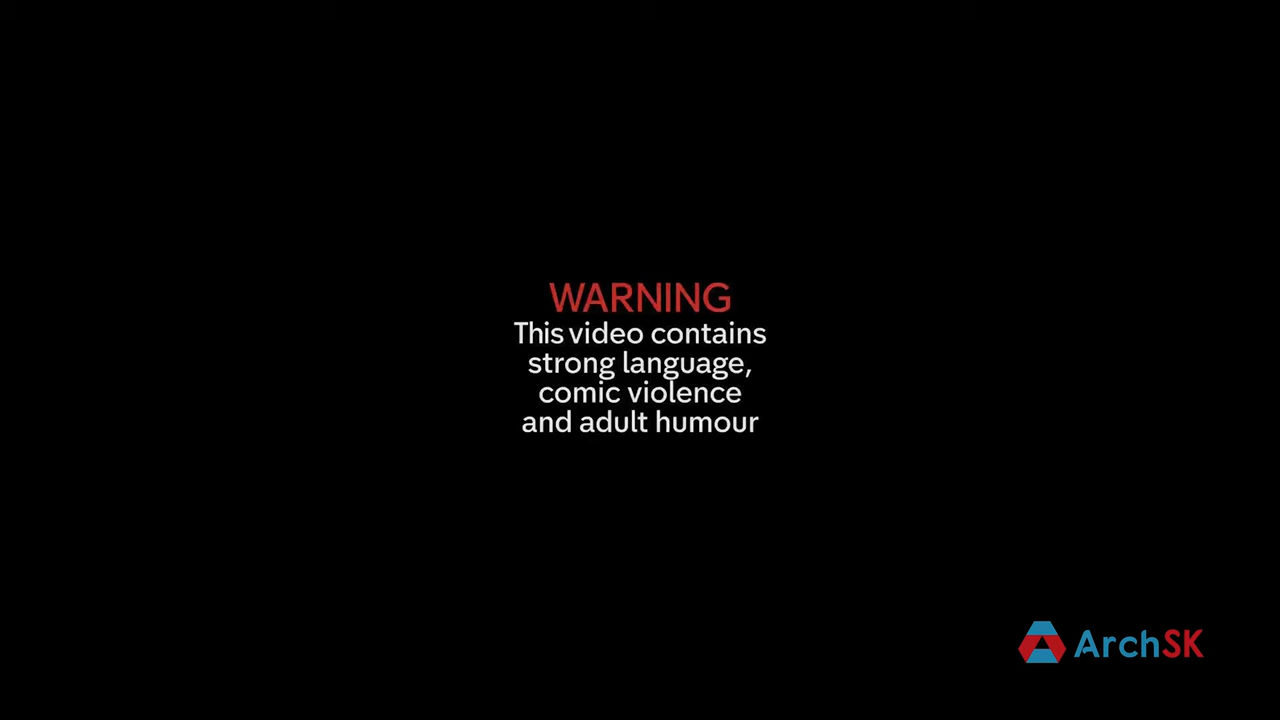 WARNING
This video contains
strong language,
comic violence
and adult humour
ArchSK